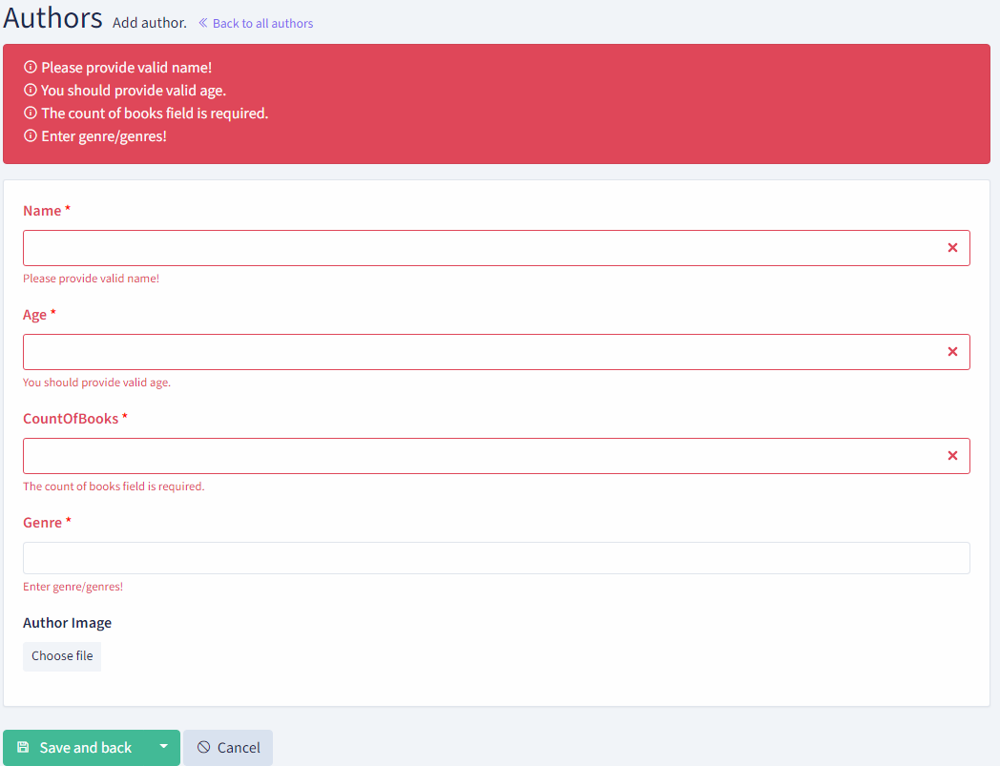 Authors Add author. « Back to all authors
Please provide valid name!
You should provide valid age.
The count of books field is required.
Enter genre/genres!
Name *
Please provide valid name!
Age *
You should provide valid age.
CountOfBooks *
The count of books field is required.
Genre *
Enter genre/genres!
Author Image
Choose file
Save and back Cancel